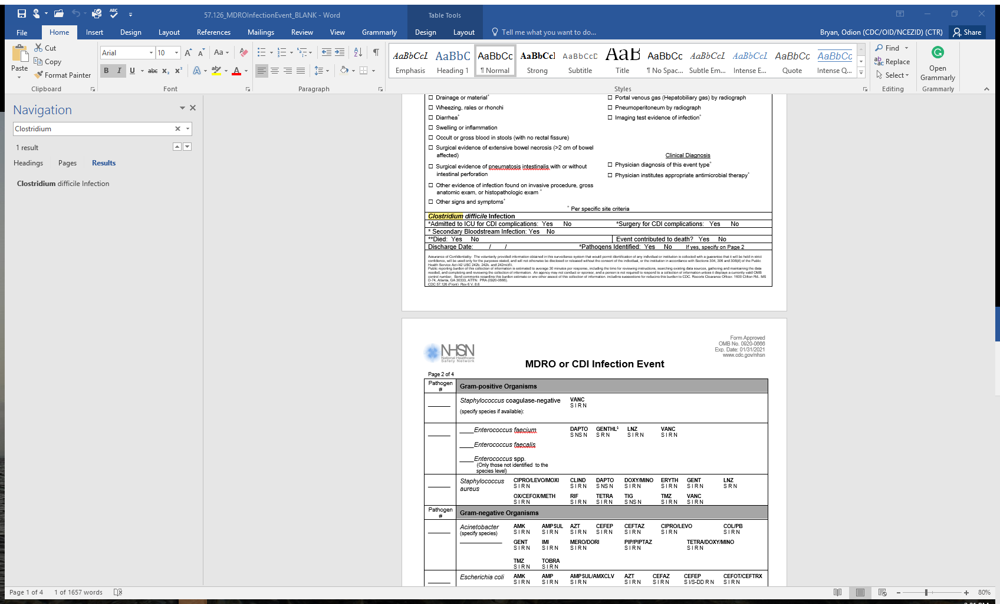 57.126_MDROInfectionEvent_BLANK - Word
Table Tools
File Home Insert Design Layout References Mailings Review View Grammarly Design Layout Tell me what you want to do... Bryan, Odion (CDC/OID/NCEZID) (CTR) Share
Paste
Cut
Copy
Format Painter
Clipboard
Arial 10
Font
Paragraph
AaBbCcL AaBbC AaBbCc AaBbCcl AaBbCcD AaB AaBbCc AaBbCcL AaBbCcL AaBbCc AaBbCc
Emphasis Heading 1 ¶ Normal Strong Subtitle Title ¶ No Spac... Subtle Em... Intense E... Quote Intense Q...
Styles
Find
Replace
Select
Editing
Open
Grammarly
Grammarly
Navigation
Clostridium
1 result
Headings Pages Results
Clostridium difficile Infection
☐ Drainage or material+ ☐ Portal venous gas (Hepatobiliary gas) by radiograph
☐ Wheezing, rales or rhonchi ☐ Pneumoperitoneum by radiograph
☐ Diarrhea+ ☐ Imaging test evidence of infection+
☐ Swelling or inflammation
☐ Occult or gross blood in stools (with no rectal fissure)
☐ Surgical evidence of extensive bowel necrosis (>2 cm of bowel
affected) Clinical Diagnosis
☐ Physician diagnosis of this event type+
☐ Surgical evidence of pneumatosis intestinalis with or without
intestinal perforation ☐ Physician institutes appropriate antimicrobial therapy+
☐ Other evidence of infection found on invasive procedure, gross
anatomic exam, or histopathologic exam +
☐ Other signs and symptoms+
+ Per specific site criteria
Clostridium difficile Infection
*Admitted to ICU for CDI complications: Yes No *Surgery for CDI complications: Yes No
* Secondary Bloodstream Infection: Yes No
**Died: Yes No Event contributed to death? Yes No
Discharge Date: / / *Pathogens Identified: Yes No If yes, specify on Page 2
Assurance of Confidentiality: The voluntarily provided information obtained in this surveillance system that would permit identification of any individual or institution is collected with a guarantee that it will be held in strict
confidence, will be used only for the purposes stated, and will not otherwise be disclosed or released without the consent of the individual, or the institution in accordance with Sections 304, 306 and 308(d) of the Public
Health Service Act (42 USC 242b, 242k, and 242m(d)).
Public reporting burden of this collection of information is estimated to average 30 minutes per response, including the time for reviewing instructions, searching existing data sources, gathering and maintaining the data
needed, and completing and reviewing the collection of information. An agency may not conduct or sponsor, and a person is not required to respond to a collection of information unless it displays a currently valid OMB
control number. Send comments regarding this burden estimate or any other aspect of this collection of information, including suggestions for reducing this burden to CDC, Reports Clearance Officer, 1600 Clifton Rd., MS
D-74, Atlanta, GA 30333, ATTN: PRA (0920-0666).
CDC 57.126 (Front) Rev 6 V. 8.6
NHSN
National Healthcare
Safety Network
Form Approved
OMB No. 0920-0666
Exp. Date: 01/31/2021
www.cdc.gov/nhsn
MDRO or CDI Infection Event
Page 2 of 4
Pathogen
# Gram-positive Organisms
Staphylococcus coagulase-negative VANC
S I R N
(specify species if available):
____Enterococcus faecium DAPTO GENTHL§ LNZ VANC
S NS N S R N S I R N S I R N
____Enterococcus faecalis
____Enterococcus spp.
(Only those not identified to the
species level)
Staphylococcus CIPRO/LEVO/MOXI CLIND DAPTO DOXY/MINO ERYTH GENT LNZ
aureus S I R N S I R N S NS N S I R N S I R N S I R N S R N
OX/CEFOX/METH RIF TETRA TIG TMZ VANC
S I R N S I R N S I R N S NS N S I R N S I R N
Pathogen
# Gram-negative Organisms
Acinetobacter AMK AMPSUL AZT CEFEP CEFTAZ CIPRO/LEVO COL/PB
(specify species) S I R N S I R N S I R N S I R N S I R N S I R N S I R N
GENT IMI MERO/DORI PIP/PIPTAZ TETRA/DOXY/MINO
S I R N S I R N S I R N S I R N S I R N
TMZ TOBRA
S I R N S I R N
Escherichia coli AMK AMP AMPSUL/AMXCLV AZT CEFAZ CEFEP CEFOT/CEFTRX
S I R N S I R N S I R N S I R N S I R N S I/S-DD R N S I R N
Page 1 of 4 1 of 1657 words 80%